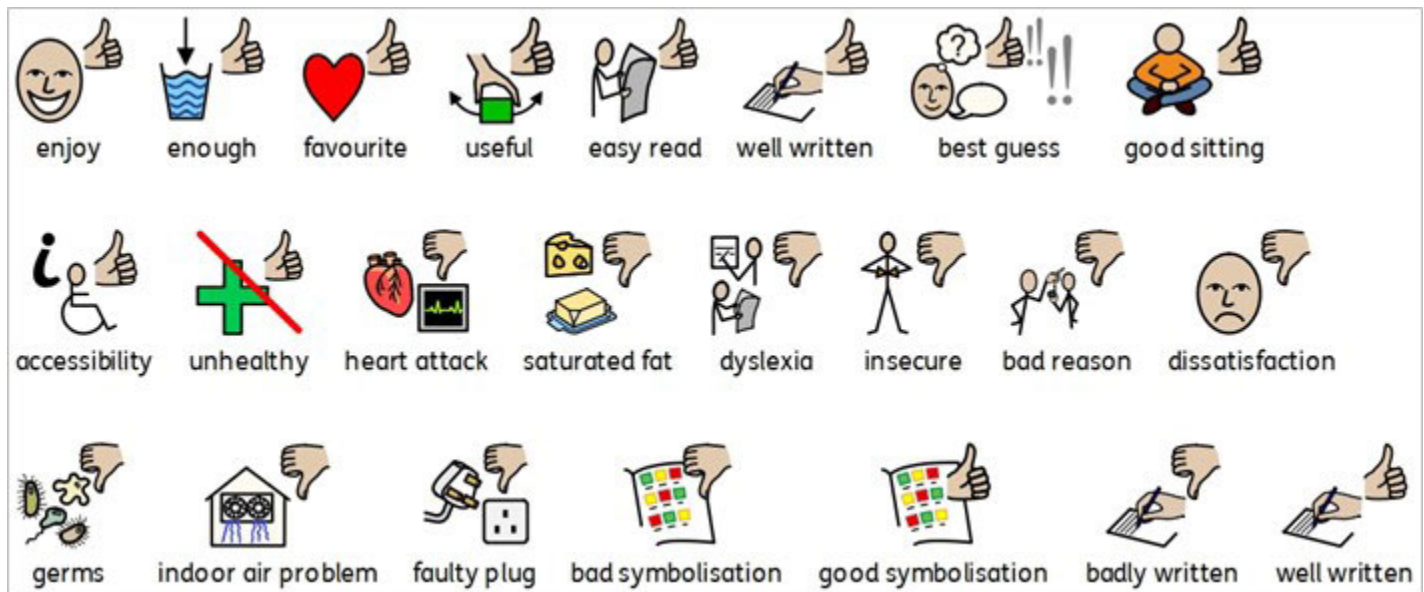 enjoy enough favourite useful easy read well written best guess good sitting
accessibility unhealthy heart attack saturated fat dyslexia insecure bad reason dissatisfaction
germs indoor air problem faulty plug bad symbolisation good symbolisation badly written well written